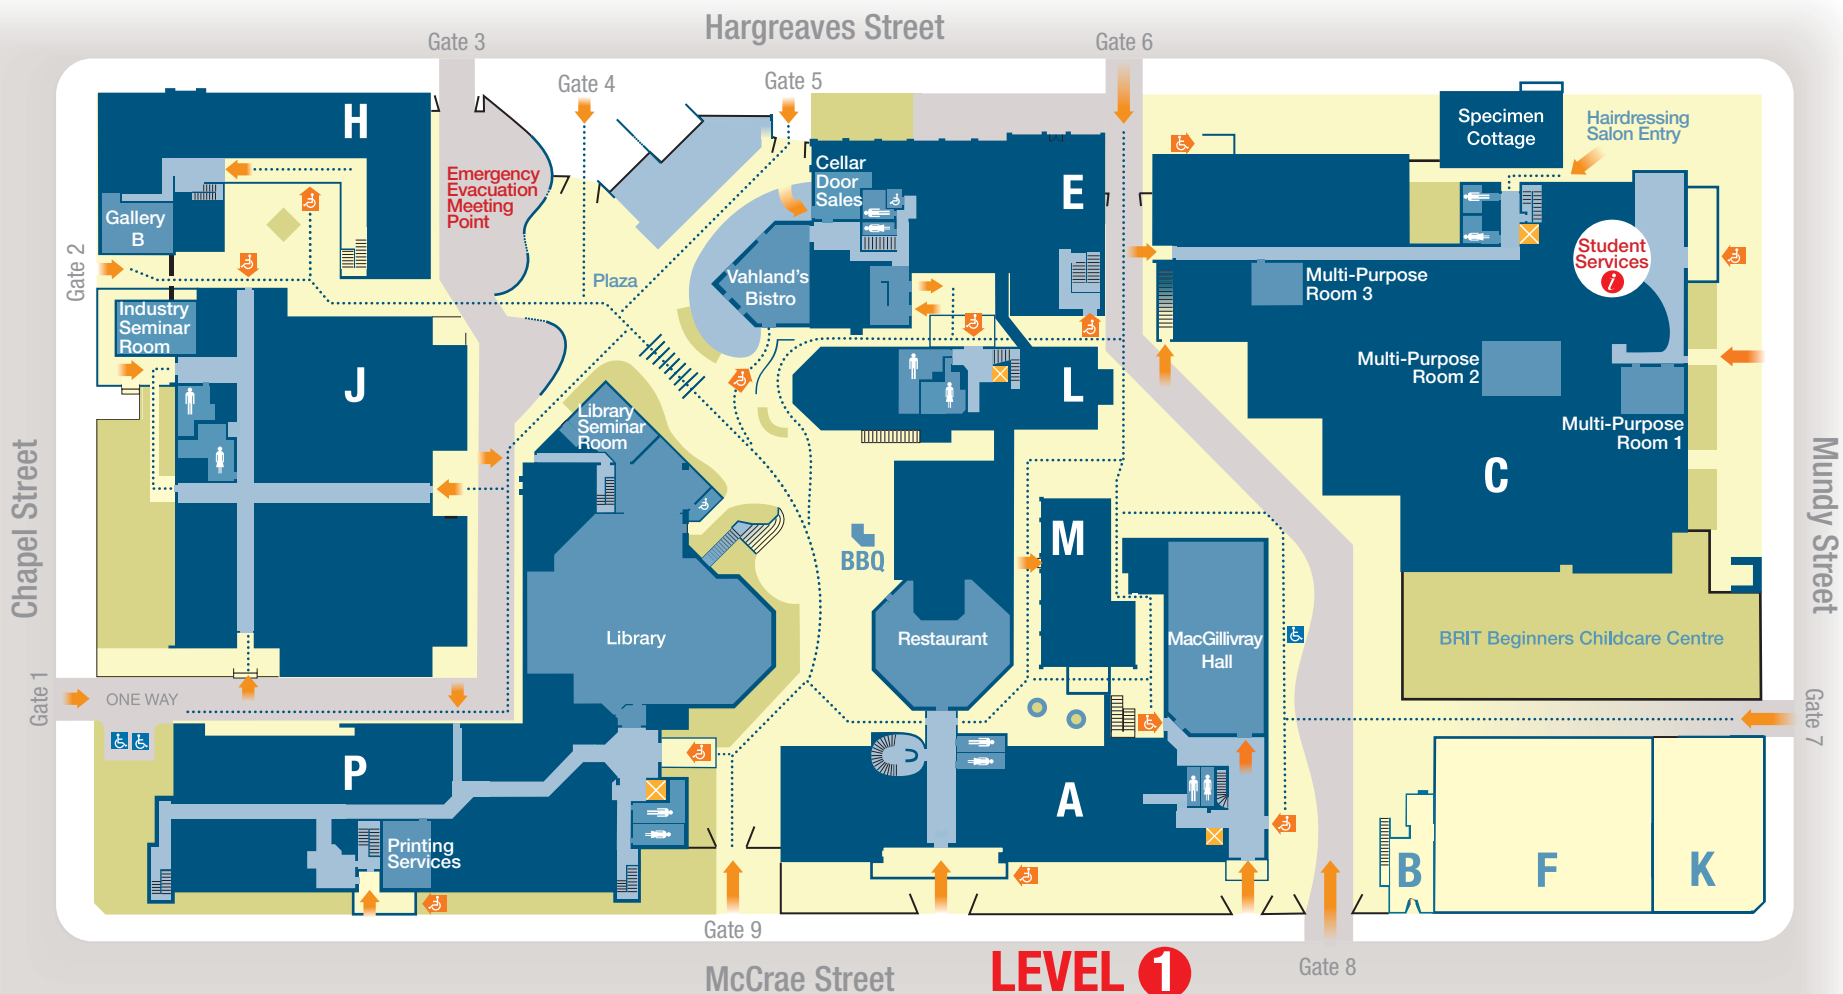 Hargreaves Street
Gate 3
Gate 6
Gate 4
Gate 5
H
Specimen
Cottage
Hairdressing
Salon Entry
Emergency
Evacuation
Meeting
Point
Cellar
Door
Sales
E
Gallery
B
Student
Services
i
Gate 2
Plaza
Vahland's
Bistro
Multi-Purpose
Room 3
Industry
Seminar
Room
J
L
Multi-Purpose
Room 2
Library
Seminar
Room
Multi-Purpose
Room 1
C
Chapel Street
Mundy Street
M
BBQ
Library
Restaurant
MacGillivray
Hall
BRIT Beginners Childcare Centre
Gate 1
ONE WAY
Gate 7
P
A
Printing
Services
B
F
K
Gate 9
McCrae Street
LEVEL 1
Gate 8